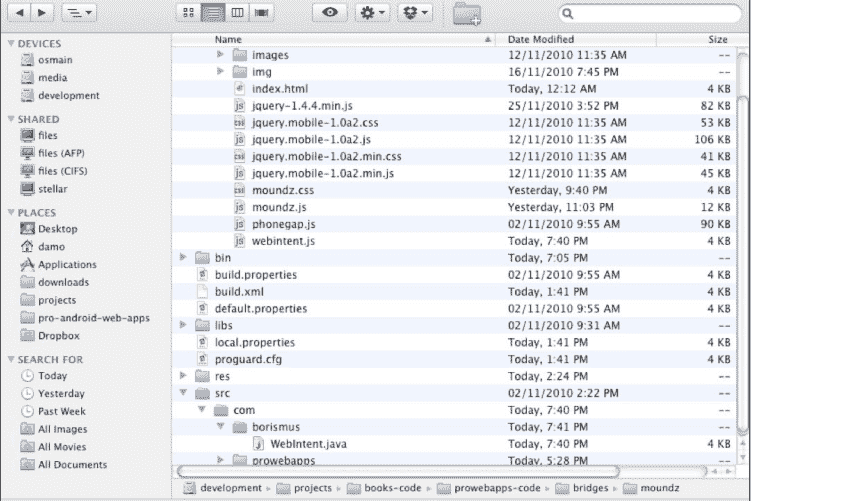 Name Date Modified Size
DEVICES
osmain
media
development
SHARED
files
files (AFP)
files (CIFS)
stellar
PLACES
Desktop
damo
Applications
downloads
projects
pro-android-web-apps
Dropbox
SEARCH FOR
Today
Yesterday
Past Week
All Images
All Movies
All Documents
images 12/11/2010 11:35 AM --
img 16/11/2010 7:45 PM --
index.html Today, 12:12 AM 4 KB
jquery-1.4.4.min.js 25/11/2010 3:52 PM 82 KB
jquery.mobile-1.0a2.css 12/11/2010 11:35 AM 53 KB
jquery.mobile-1.0a2.js 12/11/2010 11:35 AM 106 KB
jquery.mobile-1.0a2.min.css 12/11/2010 11:35 AM 41 KB
jquery.mobile-1.0a2.min.js 12/11/2010 11:35 AM 45 KB
moundz.css Yesterday, 9:40 PM 4 KB
moundz.js Yesterday, 11:03 PM 12 KB
phonegap.js 02/11/2010 9:55 AM 90 KB
webintent.js Today, 7:40 PM 4 KB
bin Today, 7:05 PM --
build.properties 02/11/2010 9:55 AM 4 KB
build.xml Today, 1:41 PM 4 KB
default.properties 02/11/2010 9:55 AM 4 KB
libs 02/11/2010 9:31 AM --
local.properties Today, 1:41 PM 4 KB
proguard.cfg Today, 1:41 PM 4 KB
res Today, 2:24 PM --
src 02/11/2010 2:22 PM --
com Today, 7:40 PM --
borismus Today, 7:41 PM --
WebIntent.java Today, 7:40 PM 4 KB
prowebapps Today, 5:28 PM --
development projects books-code prowebapps-code bridges moundz